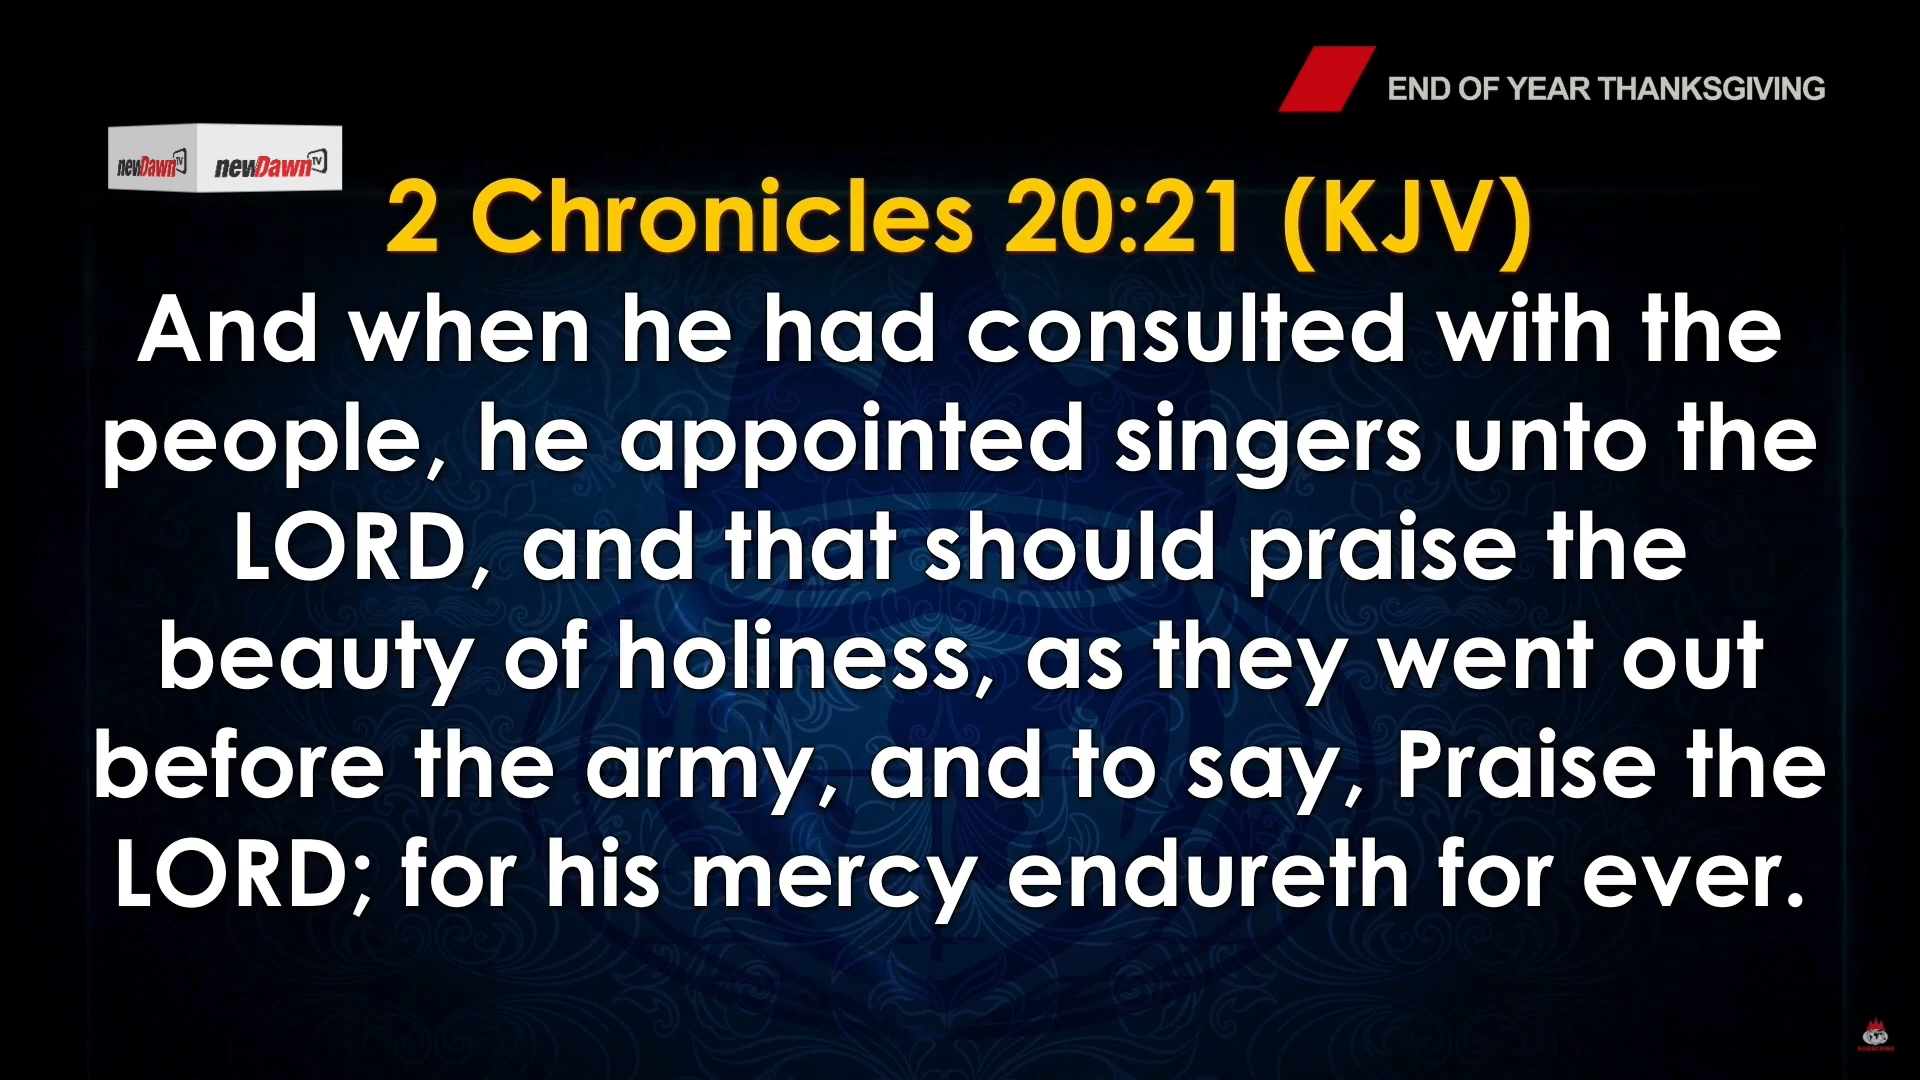 END OF YEAR THANKSGIVING
newDawn TV newDawn TV
2 Chronicles 20:21 (KJV)
And when he had consulted with the
people, he appointed singers unto the
LORD, and that should praise the
beauty of holiness, as they went out
before the army, and to say, Praise the
LORD; for his mercy endureth for ever.